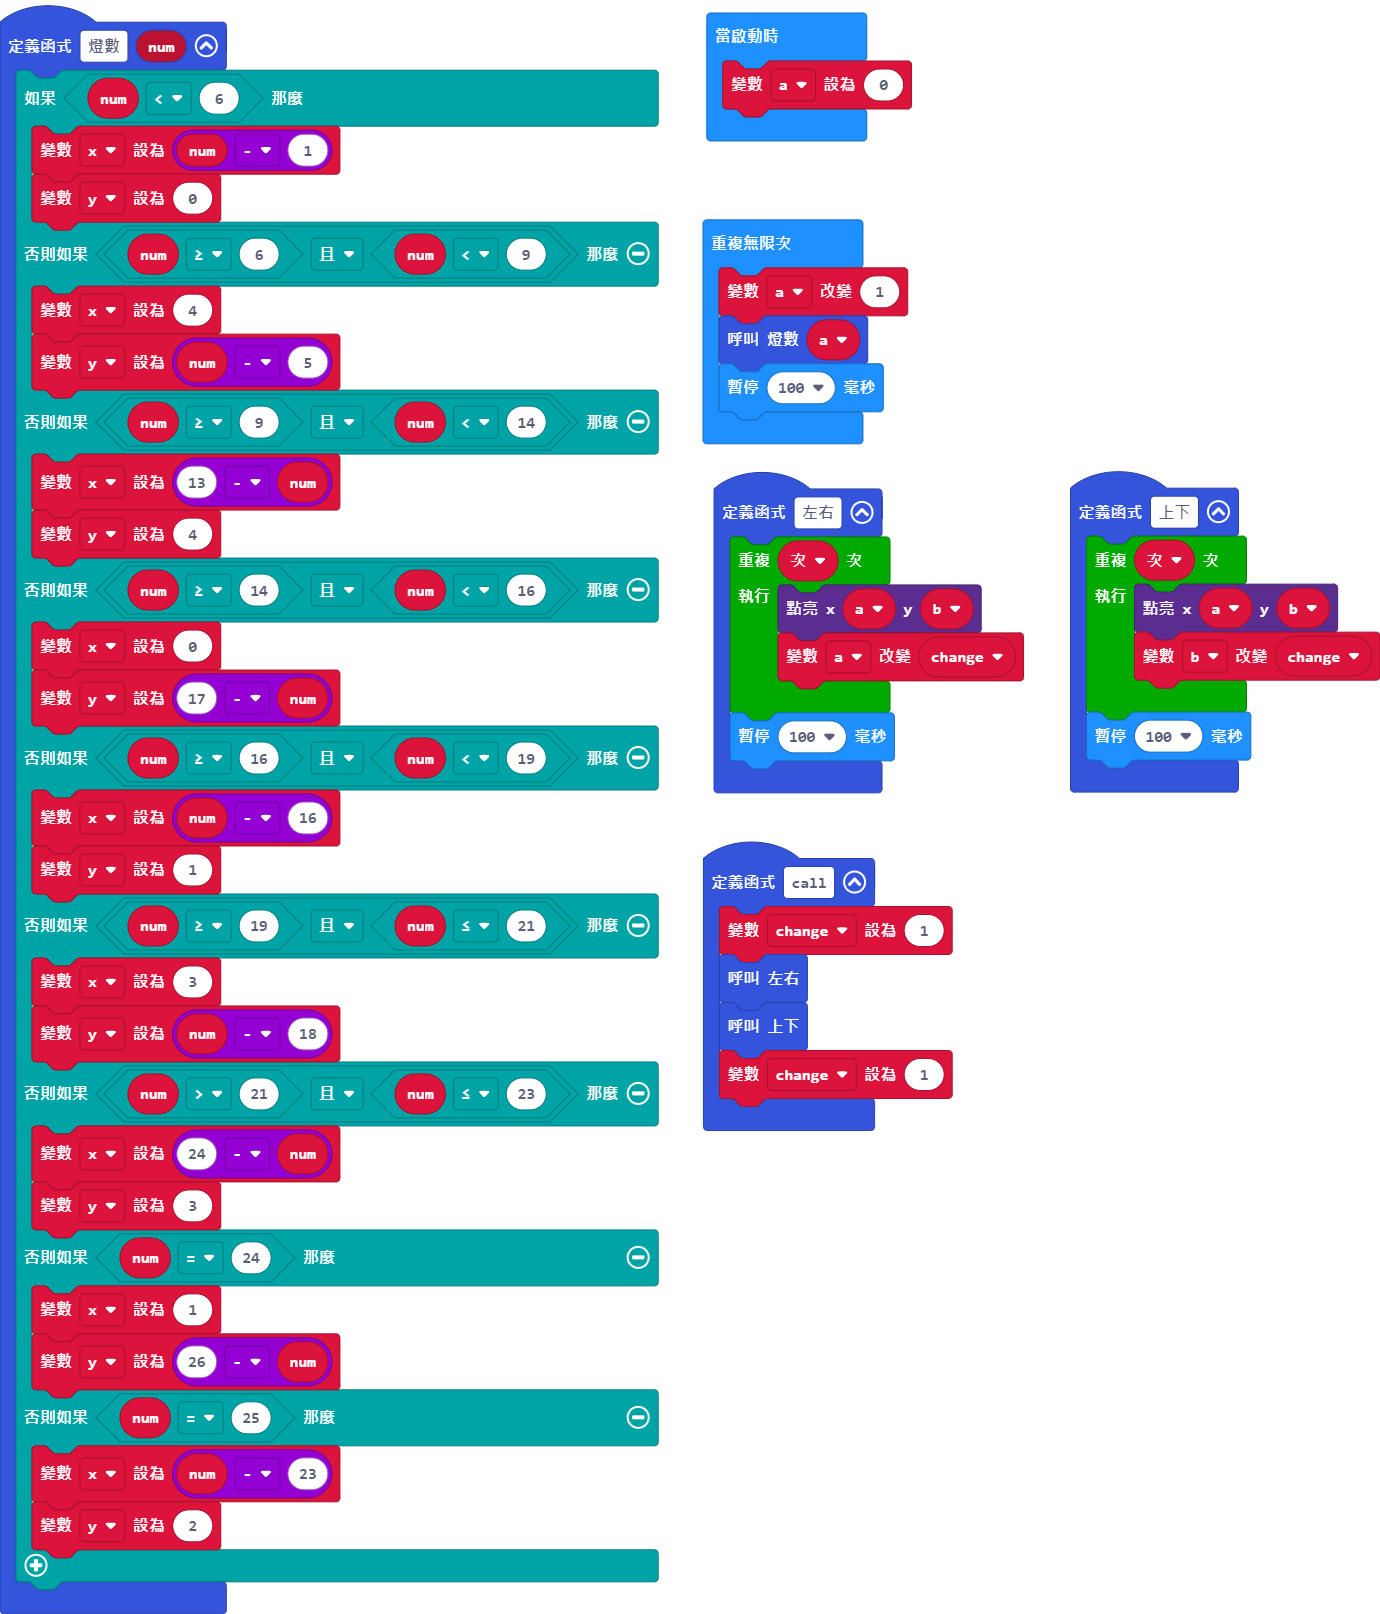 定義函式 燈數 num
如果 num < 6 那麼
變數 x 設為 num - 1
變數 y 設為 0
否則如果 num ≥ 6 且 num < 9 那麼
變數 x 設為 4
變數 y 設為 num - 5
否則如果 num ≥ 9 且 num < 14 那麼
變數 x 設為 13 - num
變數 y 設為 4
否則如果 num ≥ 14 且 num < 16 那麼
變數 x 設為 0
變數 y 設為 17 - num
否則如果 num ≥ 16 且 num < 19 那麼
變數 x 設為 num - 16
變數 y 設為 1
否則如果 num ≥ 19 且 num ≤ 21 那麼
變數 x 設為 3
變數 y 設為 num - 18
否則如果 num > 21 且 num ≤ 23 那麼
變數 x 設為 24 - num
變數 y 設為 3
否則如果 num = 24 那麼
變數 x 設為 1
變數 y 設為 26 - num
否則如果 num = 25 那麼
變數 x 設為 num - 23
變數 y 設為 2
當啟動時
變數 a 設為 0
重複無限次
變數 a 改變 1
呼叫 燈數 a
暫停 100 毫秒
定義函式 左右
重複 次 次
執行
點亮 x a y b
變數 a 改變 change
暫停 100 毫秒
定義函式 上下
重複 次 次
執行
點亮 x a y b
變數 b 改變 change
暫停 100 毫秒
定義函式 call
變數 change 設為 1
呼叫 左右
呼叫 上下
變數 change 設為 1